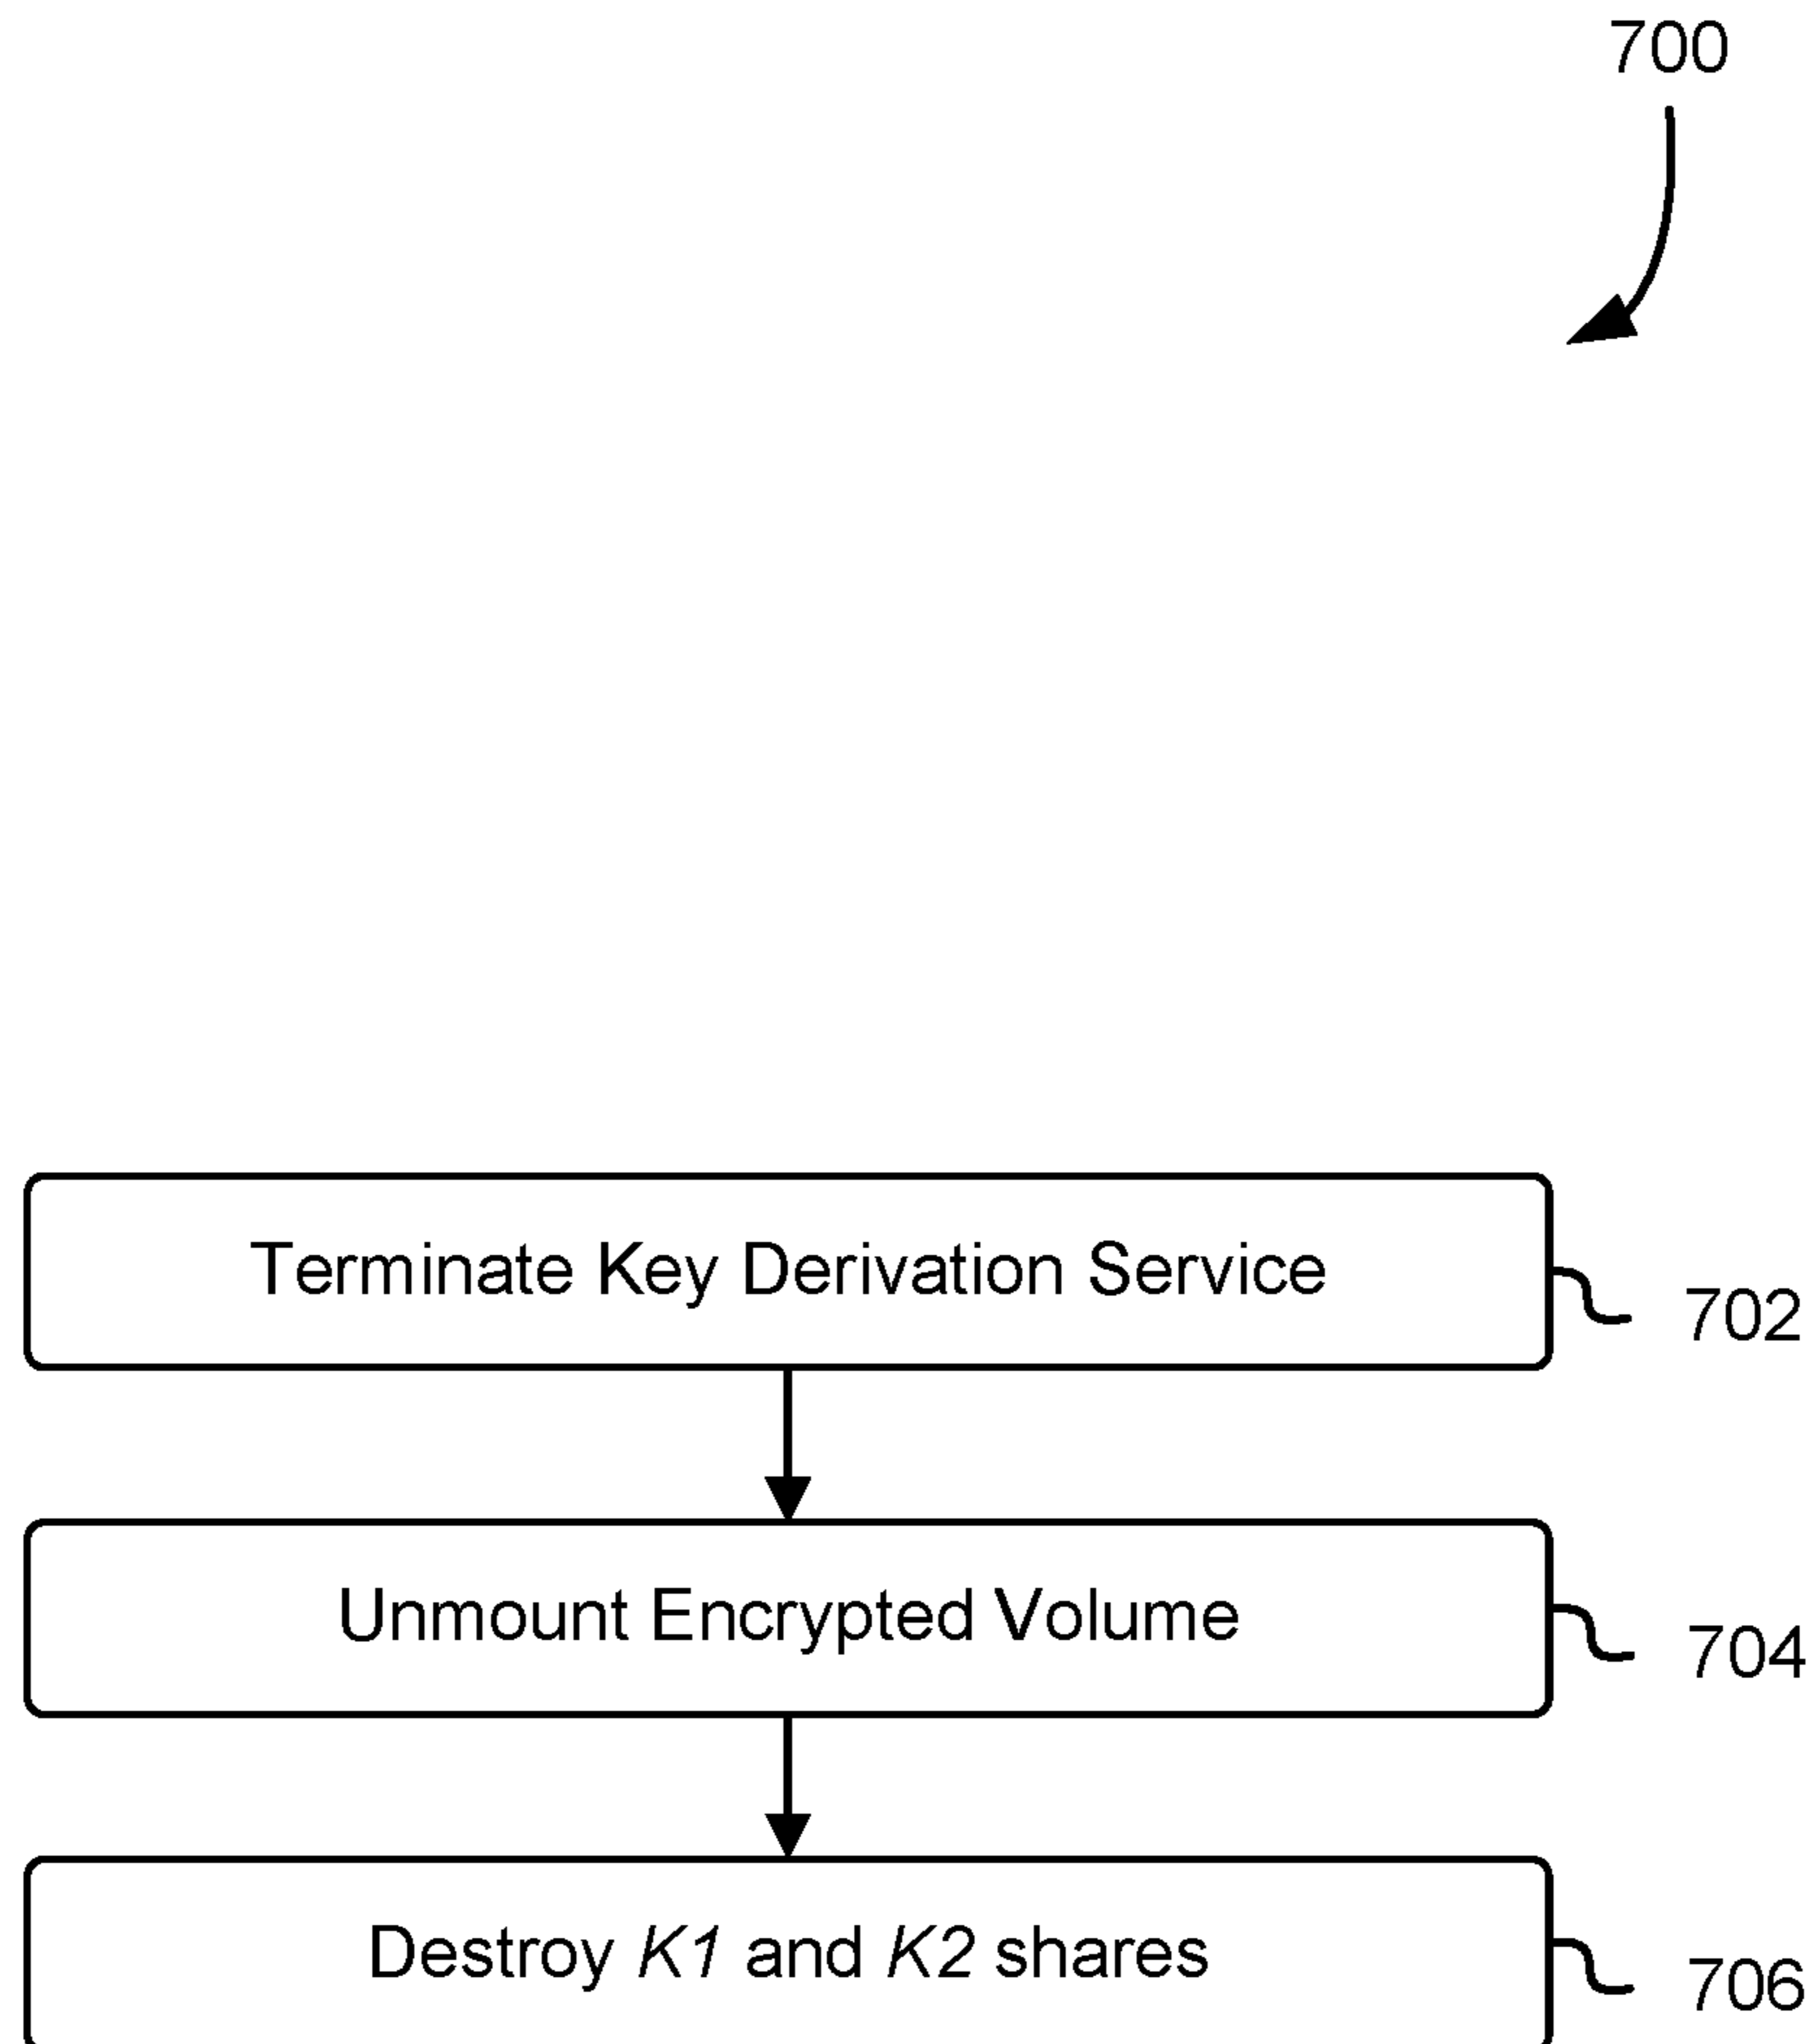 700
Terminate Key Derivation Service
702
Unmount Encrypted Volume
704
Destroy K1 and K2 shares
706